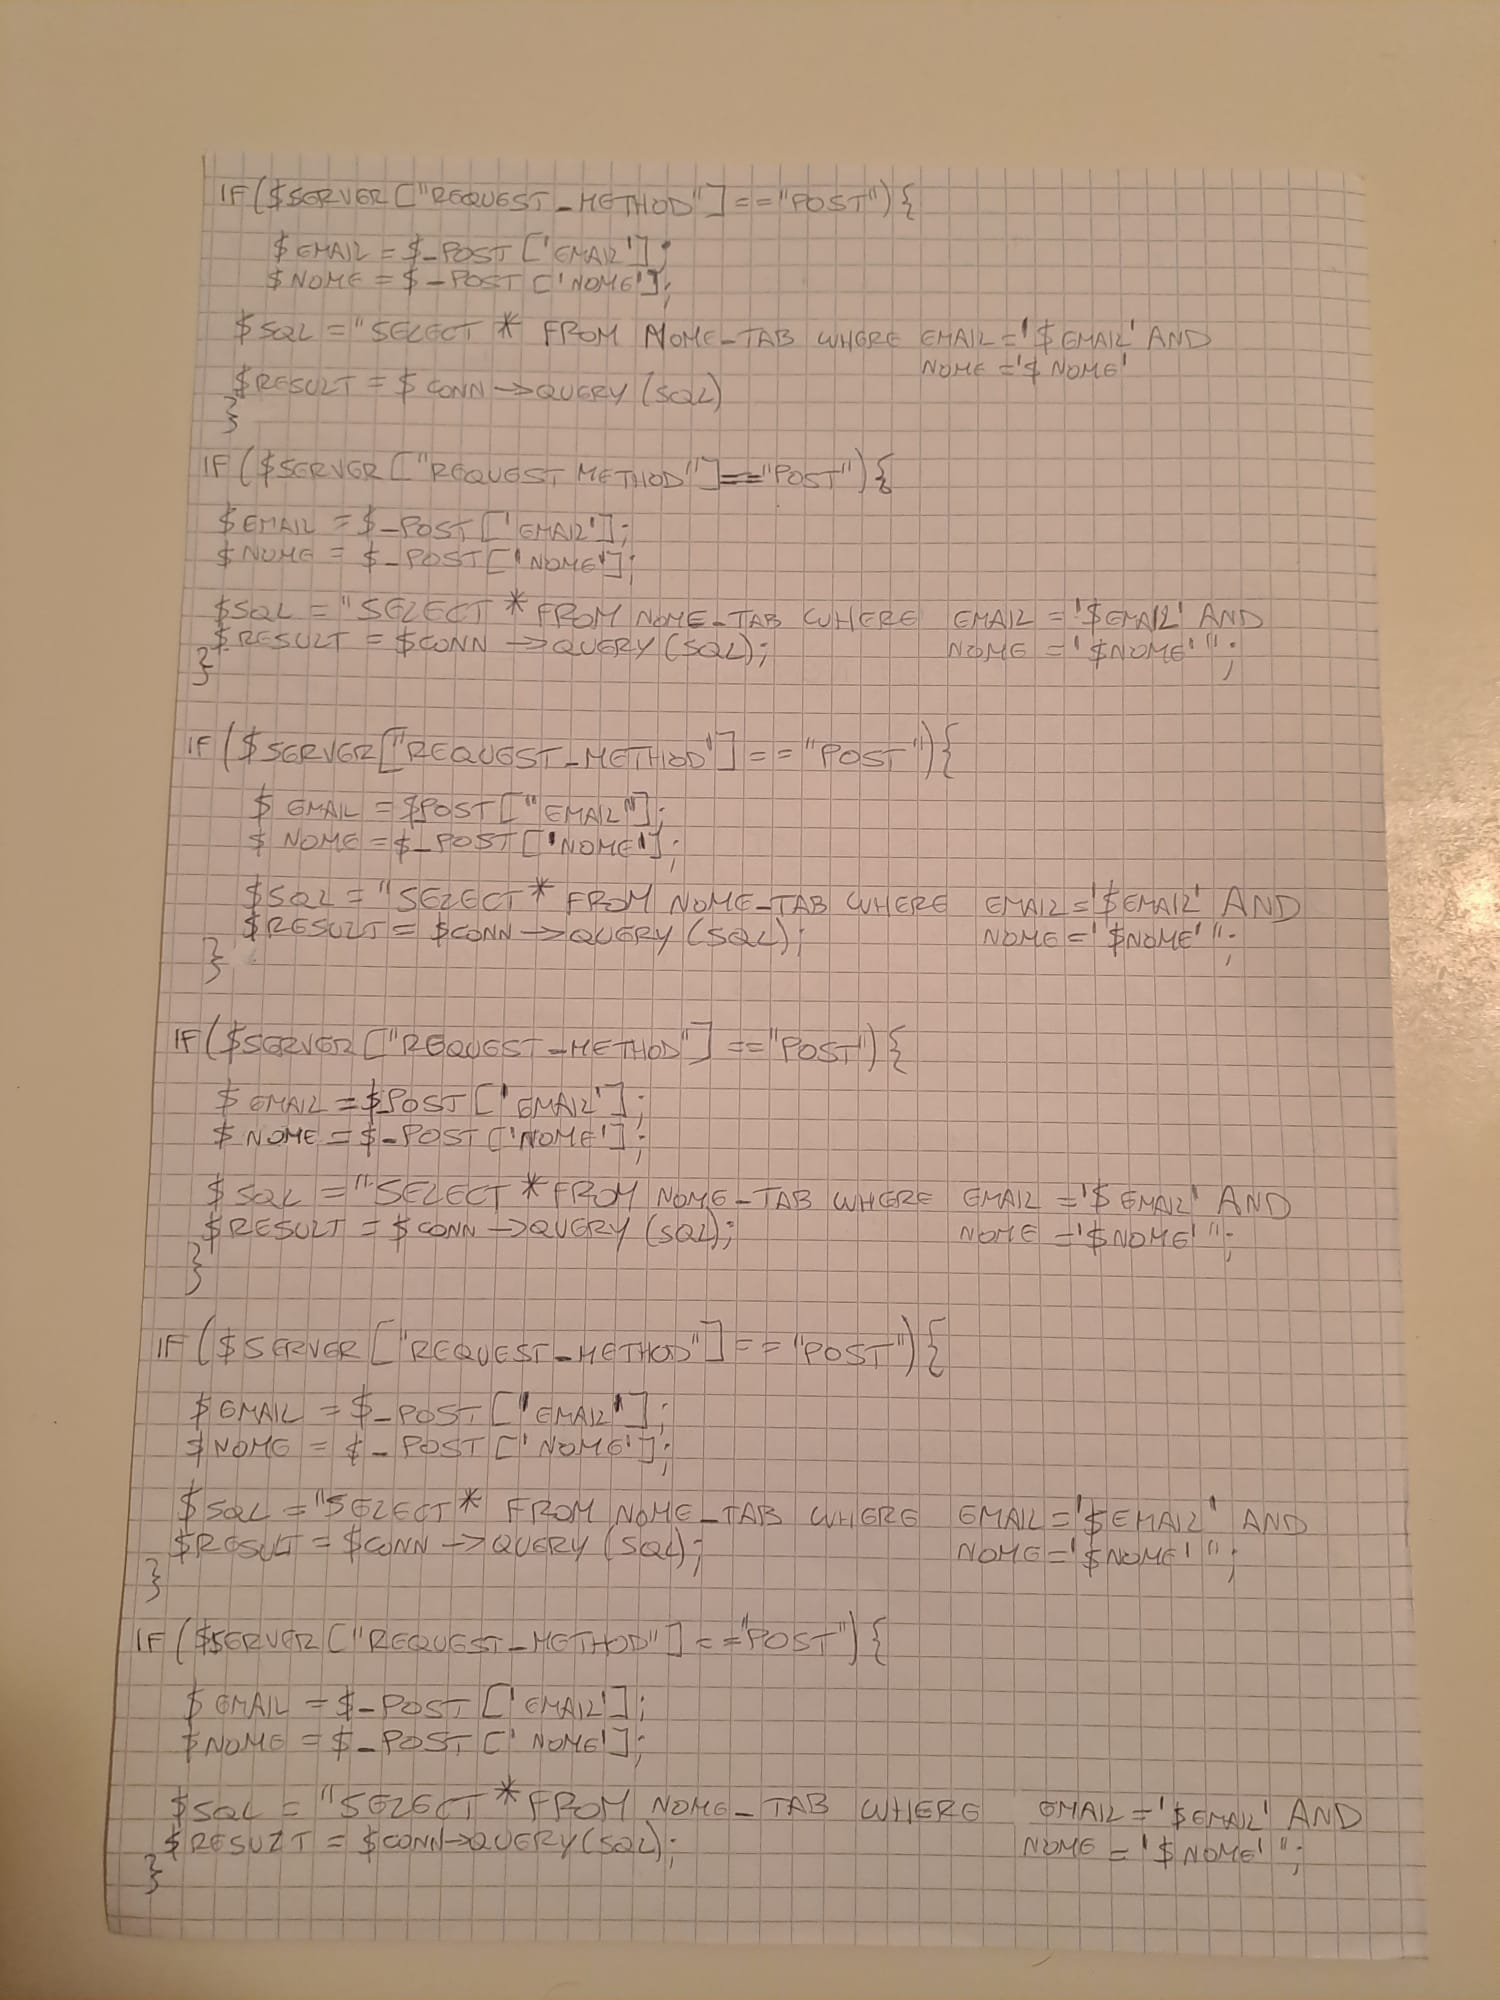 IF($SERVER["REQUEST_METHOD"]=="POST"){
$EMAIL=$_POST['EMAIL'];
$NOME=$_POST['NOME'];
$SQL="SELECT * FROM NOME_TAB WHERE EMAIL='$EMAIL' AND
NOME='$NOME'
$RESULT=$CONN->QUERY(SQL)
}
IF($SERVER["REQUEST METHOD"]=="POST"){
$EMAIL=$_POST['EMAIL'];
$NOME=$_POST['NOME'];
$SQL="SELECT * FROM NOME_TAB WHERE EMAIL='$EMAIL' AND
$RESULT=$CONN->QUERY(SQL); NOME='$NOME'";
}
IF($SERVER["REQUEST_METHOD"]=="POST"){
$EMAIL=$POST["EMAIL"];
$NOME=$_POST['NOME'];
$SQL="SELECT * FROM NOME_TAB WHERE EMAIL='$EMAIL' AND
$RESULT=$CONN->QUERY(SQL); NOME='$NOME'";
}
IF($SERVER["REQUEST_METHOD"]=="POST"){
$EMAIL=$POST['EMAIL'];
$NOME=$_POST['NOME'];
$SQL="SELECT * FROM NOME_TAB WHERE EMAIL='$EMAIL' AND
$RESULT=$CONN->QUERY(SQL); NOME='$NOME'";
}
IF($SERVER["REQUEST_METHOD"]=="POST"){
$EMAIL=$_POST['EMAIL'];
$NOME=$_POST['NOME'];
$SQL="SELECT * FROM NOME_TAB WHERE EMAIL='$EMAIL' AND
$RESULT=$CONN->QUERY(SQL); NOME='$NOME'";
}
IF($SERVER["REQUEST_METHOD"]=="POST"){
$EMAIL=$_POST['EMAIL'];
$NOME=$_POST['NOME'];
$SQL="SELECT * FROM NOME_TAB WHERE EMAIL='$EMAIL' AND
$RESULT=$CONN->QUERY(SQL); NOME='$NOME'";
}